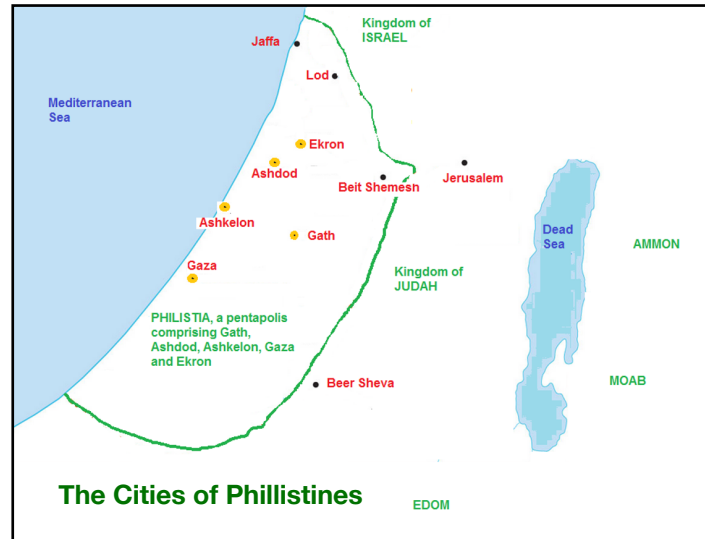 Kingdom of
ISRAEL
Jaffa
Lod
Mediterranean
Sea
Ekron
Ashdod
Beit Shemesh
Jerusalem
Ashkelon
Gath
Dead
Sea
AMMON
Gaza
Kingdom of
JUDAH
PHILISTIA, a pentapolis
comprising Gath,
Ashdod, Ashkelon, Gaza
and Ekron
Beer Sheva
MOAB
The Cities of Phillistines
EDOM